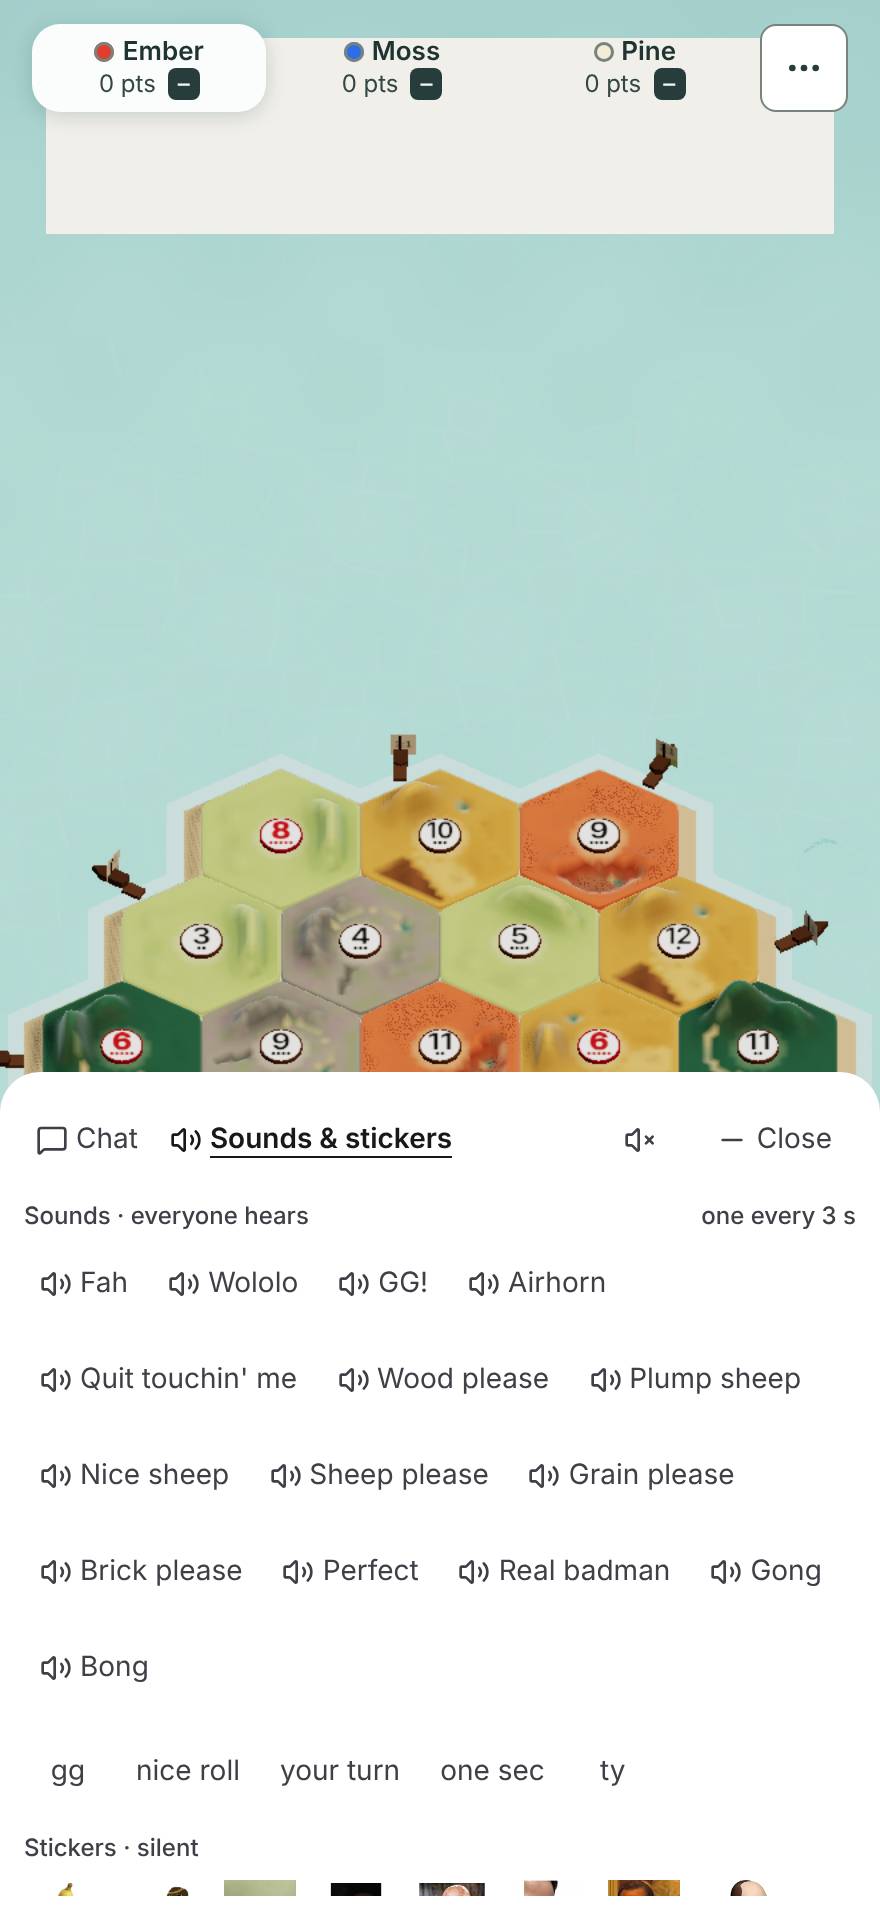 Ember Moss Pine
0 pts 0 pts 0 pts
8 10 9
3 4 5 12
6 9 11 6 11
Chat Sounds & stickers Close
Sounds · everyone hears one every 3 s
Fah Wololo GG! Airhorn
Quit touchin' me Wood please Plump sheep
Nice sheep Sheep please Grain please
Brick please Perfect Real badman Gong
Bong
gg nice roll your turn one sec ty
Stickers · silent